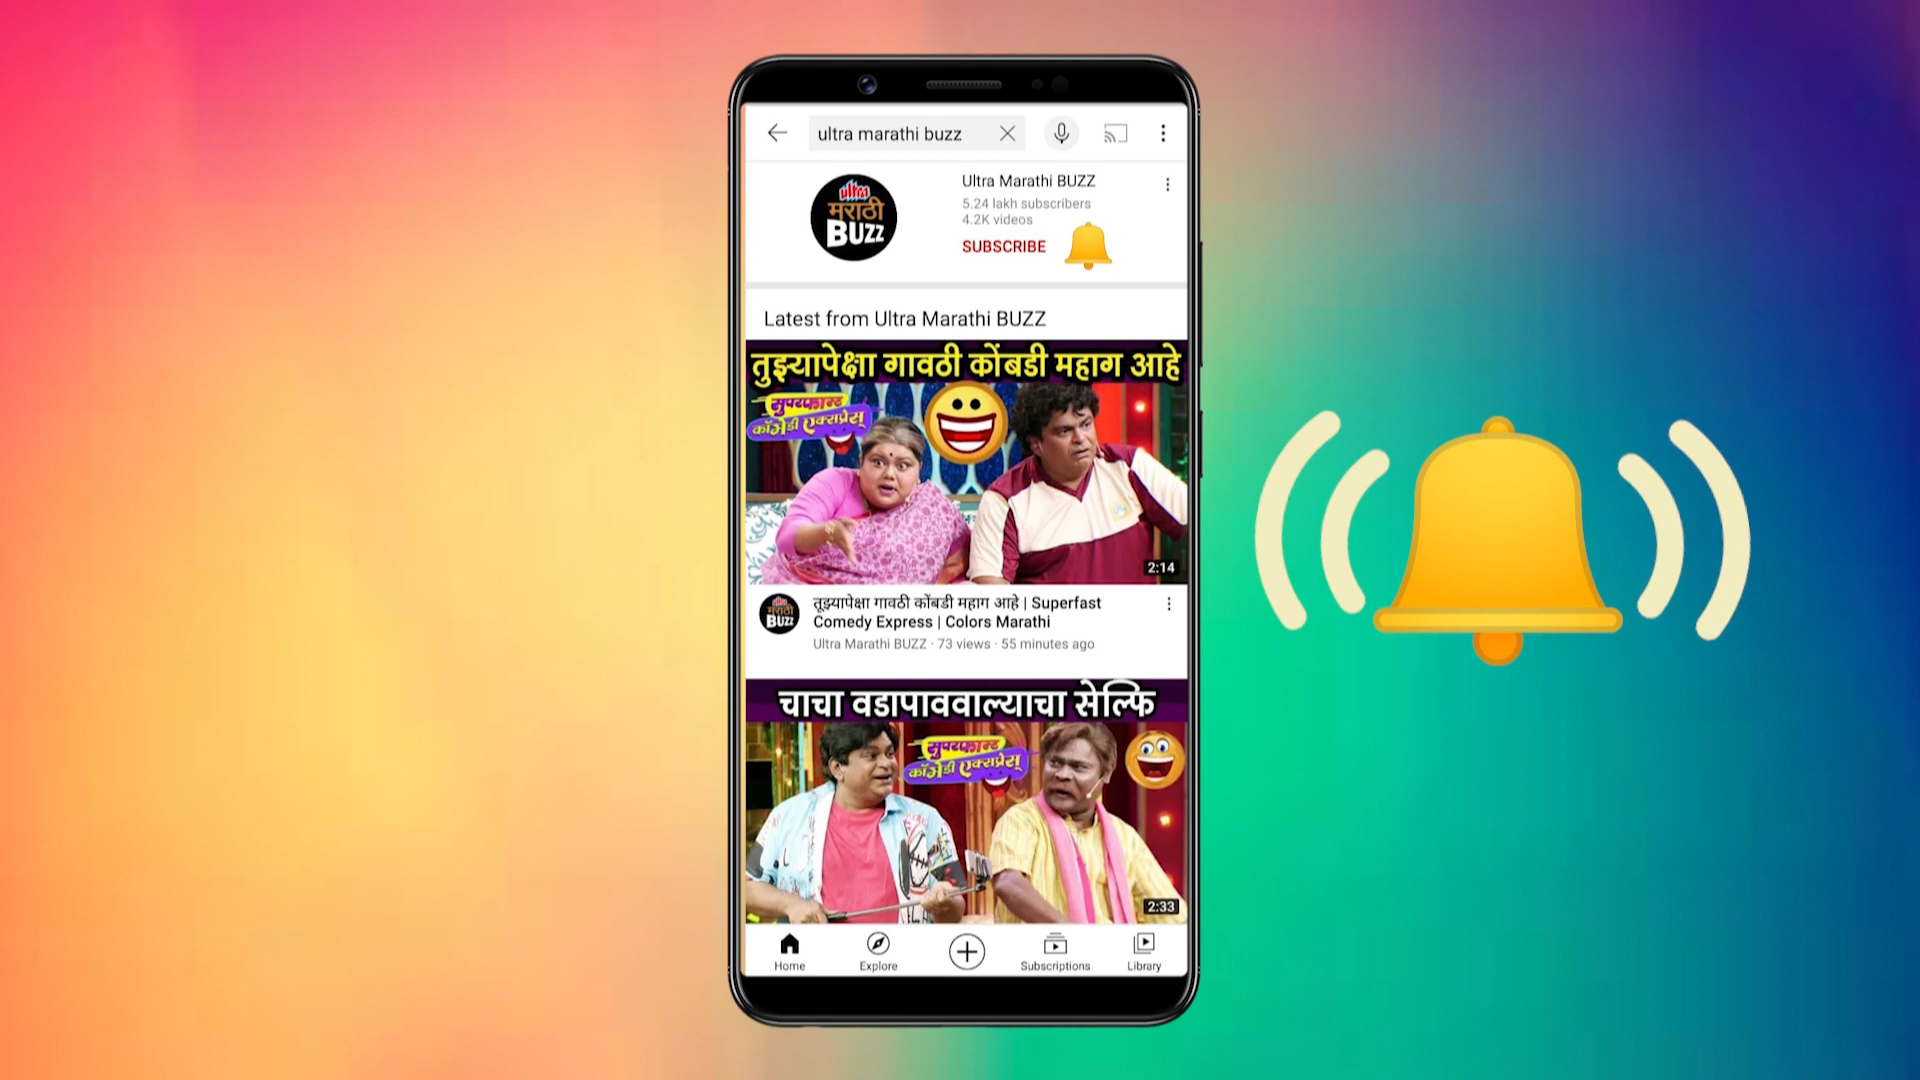 ultra marathi buzz
Ultra Marathi BUZZ
5.24 lakh subscribers
4.2K videos
SUBSCRIBE
ultra
मराठी
BUZZ
Latest from Ultra Marathi BUZZ
तुझ्यापेक्षा गावठी कोंबडी महाग आहे
सुपरफास्ट
कॉमेडी एक्सप्रेस्
2:14
ultra
मराठी
BUZZ
तूझ्यापेक्षा गावठी कोंबडी महाग आहे | Superfast
Comedy Express | Colors Marathi
Ultra Marathi BUZZ · 73 views · 55 minutes ago
चाचा वडापाववाल्याचा सेल्फि
सुपरफास्ट
कॉमेडी एक्सप्रेस्
2:33
Home
Explore
Subscriptions
Library